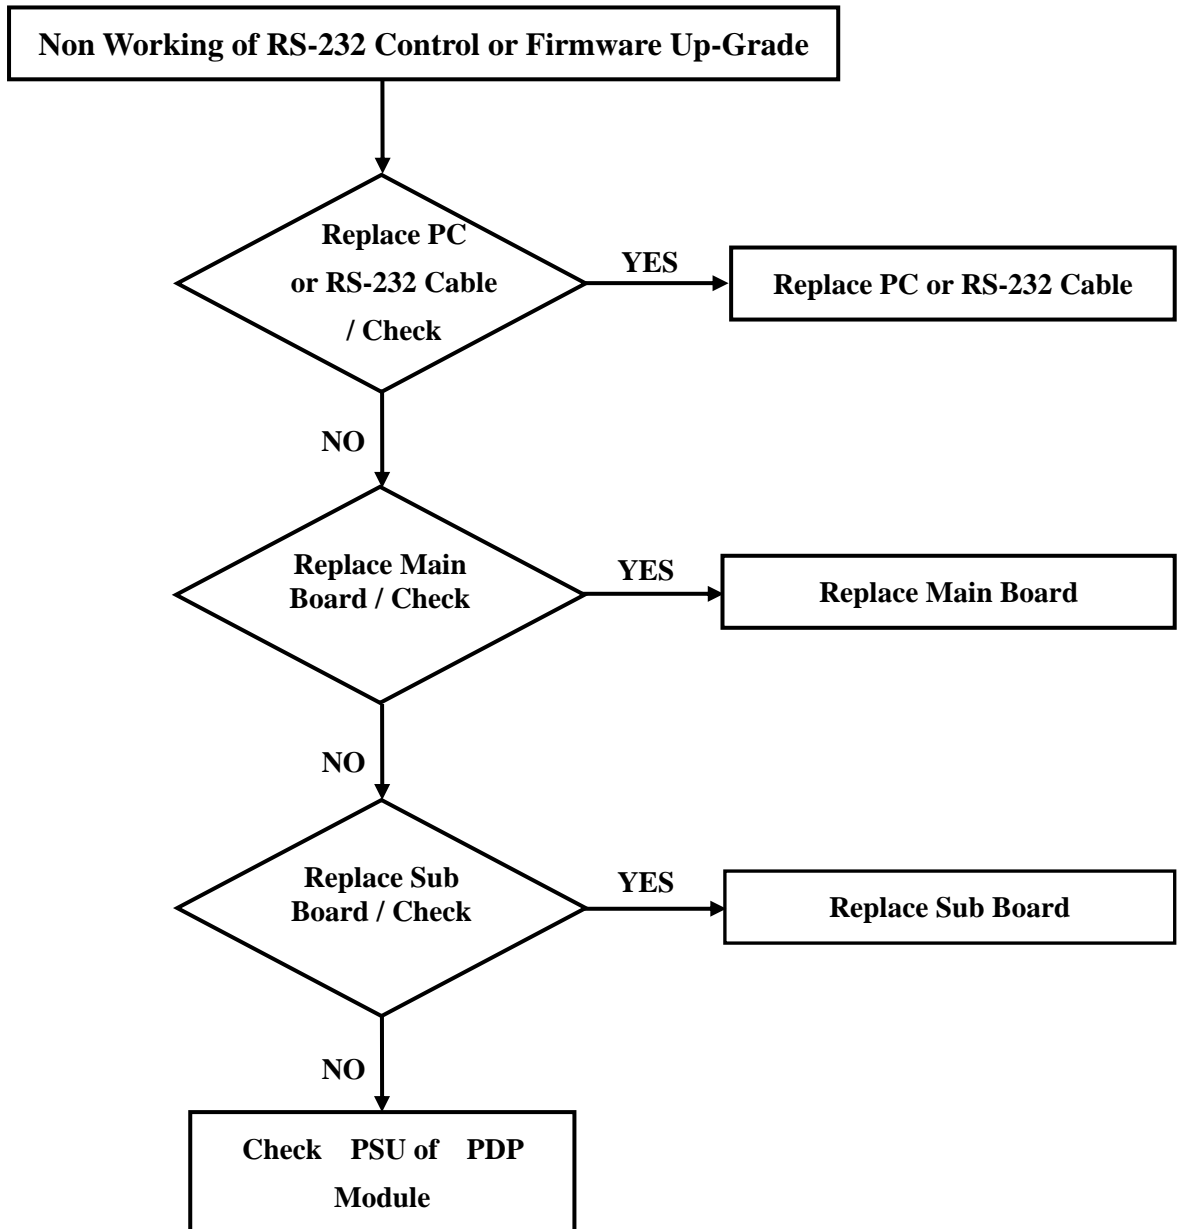 Non Working of RS-232 Control or Firmware Up-Grade
Replace PC
or RS-232 Cable
/ Check
YES
Replace PC or RS-232 Cable
NO
Replace Main
Board / Check
YES
Replace Main Board
NO
Replace Sub
Board / Check
YES
Replace Sub Board
NO
Check PSU of PDP
Module